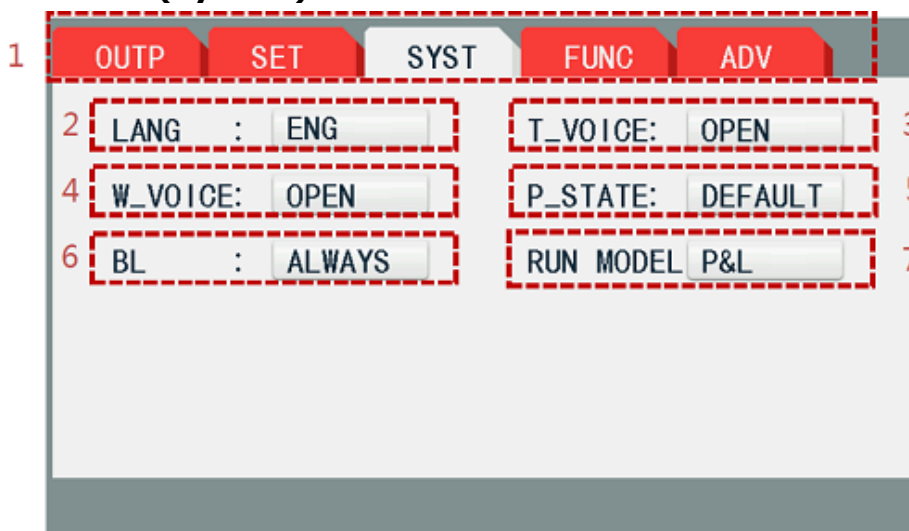 1 OUTP SET SYST FUNC ADV
2 LANG : ENG T_VOICE: OPEN
4 W_VOICE: OPEN P_STATE: DEFAULT
6 BL : ALWAYS RUN MODEL P&L